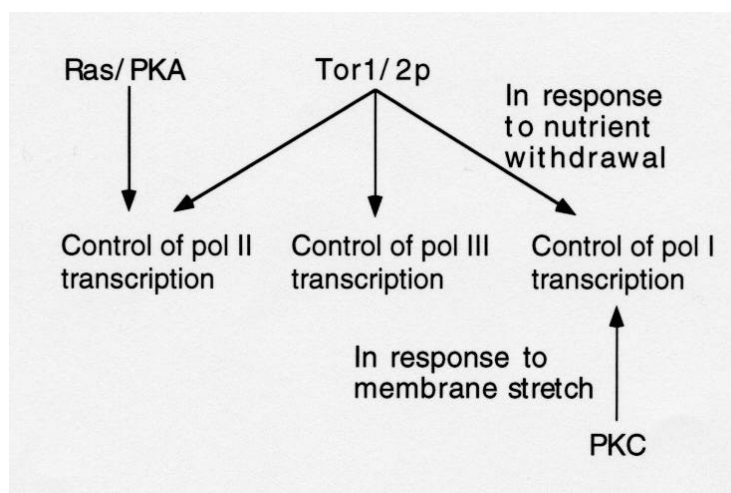 Ras/PKA
Tor1/2p
In response
to nutrient
withdrawal
Control of pol II
transcription
Control of pol III
transcription
Control of pol I
transcription
In response to
membrane stretch
PKC